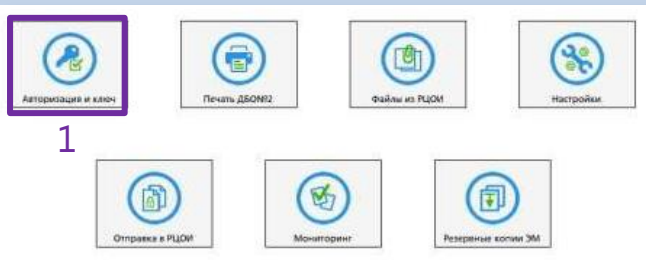 Авторизация и ключ
Печать ДБО№2
Файлы из РЦОИ
Настройки
1
Отправка в РЦОИ
Мониторинг
Резервные копии ЭМ